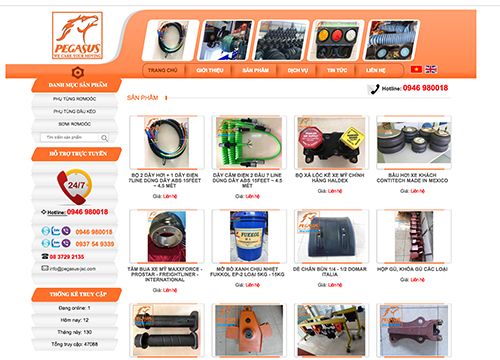 PEGASUS
WE CARE YOUR MOVING
TRANG CHỦ
GIỚI THIỆU
SẢN PHẨM
DỊCH VỤ
TIN TỨC
LIÊN HỆ
Hotline: 0946 980018
DANH MỤC SẢN PHẨM
PHỤ TÙNG RƠMOÓC
PHỤ TÙNG ĐẦU KÉO
SOMI RƠMOÓC
Tìm sản phẩm
HỖ TRỢ TRỰC TUYẾN
24/7
Hotline: 0946 980018
0946 980018
0937 54 9339
08 3729 2135
info@pegasus-jsc.com
THỐNG KÊ TRUY CẬP
Đang online: 1
Hôm nay: 12
Tháng này: 130
Tổng truy cập: 47088
SẢN PHẨM
BỘ 2 DÂY HƠI + 1 DÂY ĐIỆN
7LINE DÙNG DÂY ABS 15FEET
~ 4.5 MÉT
Giá: Liên hệ
DÂY CẮM ĐIỆN 2 ĐẦU 7 LINE
DÙNG DÂY ABS 15FEET ~ 4.5
MÉT
Giá: Liên hệ
BỘ XẢ LỐC KÊ XE MỸ CHÍNH
HÃNG HALDEX
Giá: Liên hệ
BẦU HƠI XE KHÁCH
CONTITECH MADE IN MEXICO
Giá: Liên hệ
TĂM BUA XE MỸ MAXXFORCE -
PROSTAR - FREIGHTLINER -
INTERNATIONAL
Giá: Liên hệ
FUKKOL
MỠ BÒ XANH CHỊU NHIỆT
FUKKOL EP-2 LOẠI 5KG - 15KG
Giá: Liên hệ
DÈ CHẮN BÙN 1/4 - 1/2 DOMAR
ITALIA
Giá: Liên hệ
HỘP GÙ, KHÓA GÙ CÁC LOẠI
Giá: Liên hệ